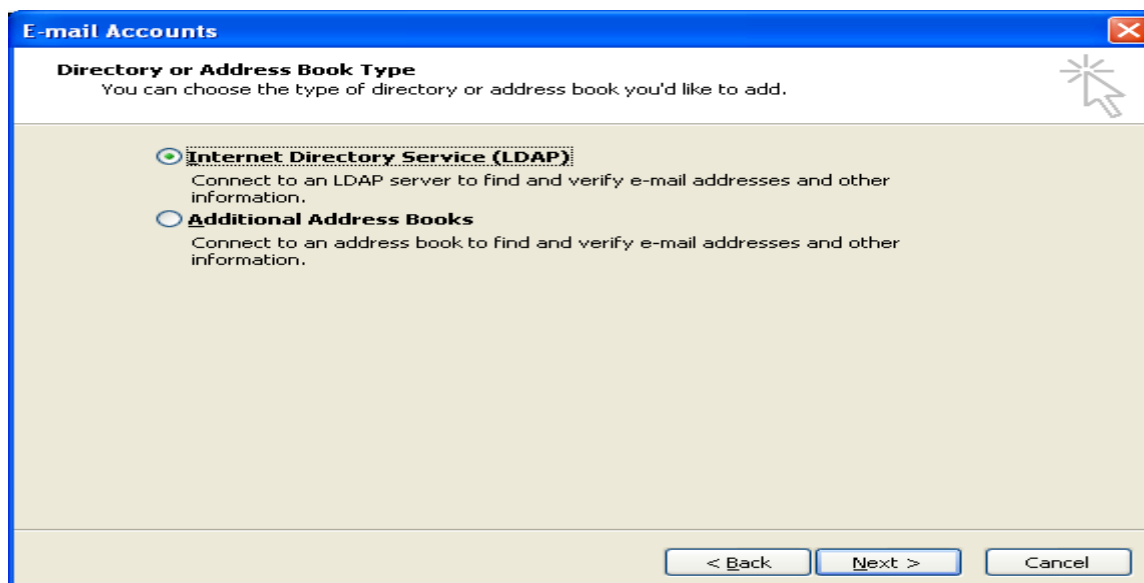 E-mail Accounts
Directory or Address Book Type
You can choose the type of directory or address book you'd like to add.
Internet Directory Service (LDAP)
Connect to an LDAP server to find and verify e-mail addresses and other
information.
Additional Address Books
Connect to an address book to find and verify e-mail addresses and other
information.
< Back Next > Cancel